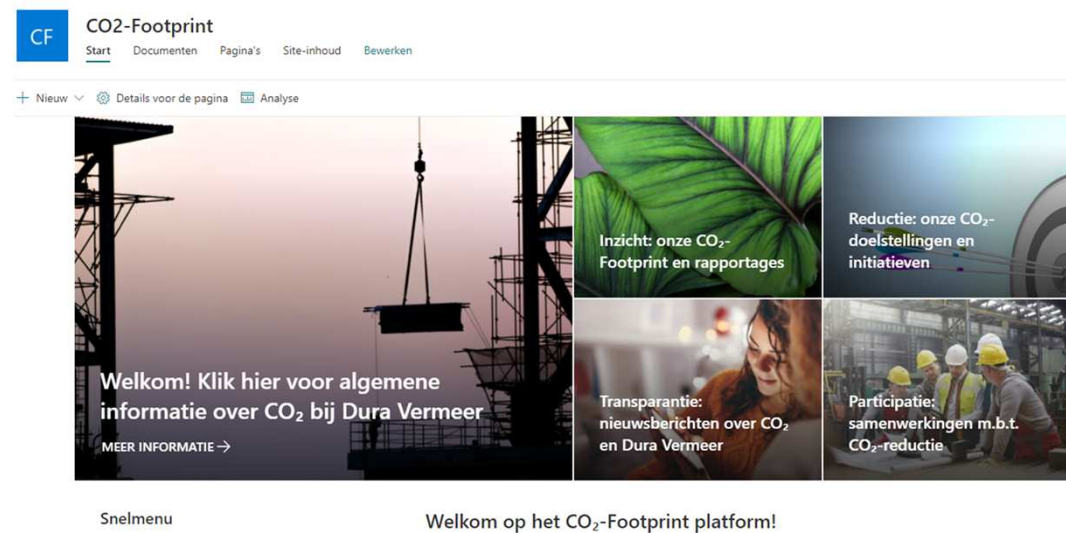 CF
CO2-Footprint
Start Documenten Pagina's Site-inhoud Bewerken
Nieuw Details voor de pagina Analyse
Welkom! Klik hier voor algemene
informatie over CO₂ bij Dura Vermeer
MEER INFORMATIE
Inzicht: onze CO₂-
Footprint en rapportages
Reductie: onze CO₂-
doelstellingen en
initiatieven
Transparantie:
nieuwsberichten over CO₂
en Dura Vermeer
Participatie:
samenwerkingen m.b.t.
CO₂-reductie
Snelmenu
Welkom op het CO₂-Footprint platform!